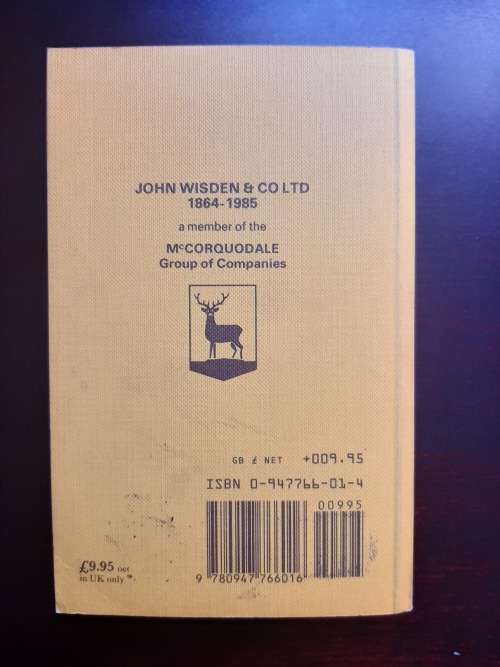 JOHN WISDEN & CO LTD
1864-1985
a member of the
McCORQUODALE
Group of Companies
GB £ NET +009.95
ISBN 0-947766-01-4
00995
£9.95 net
in UK only
9 780947 766016